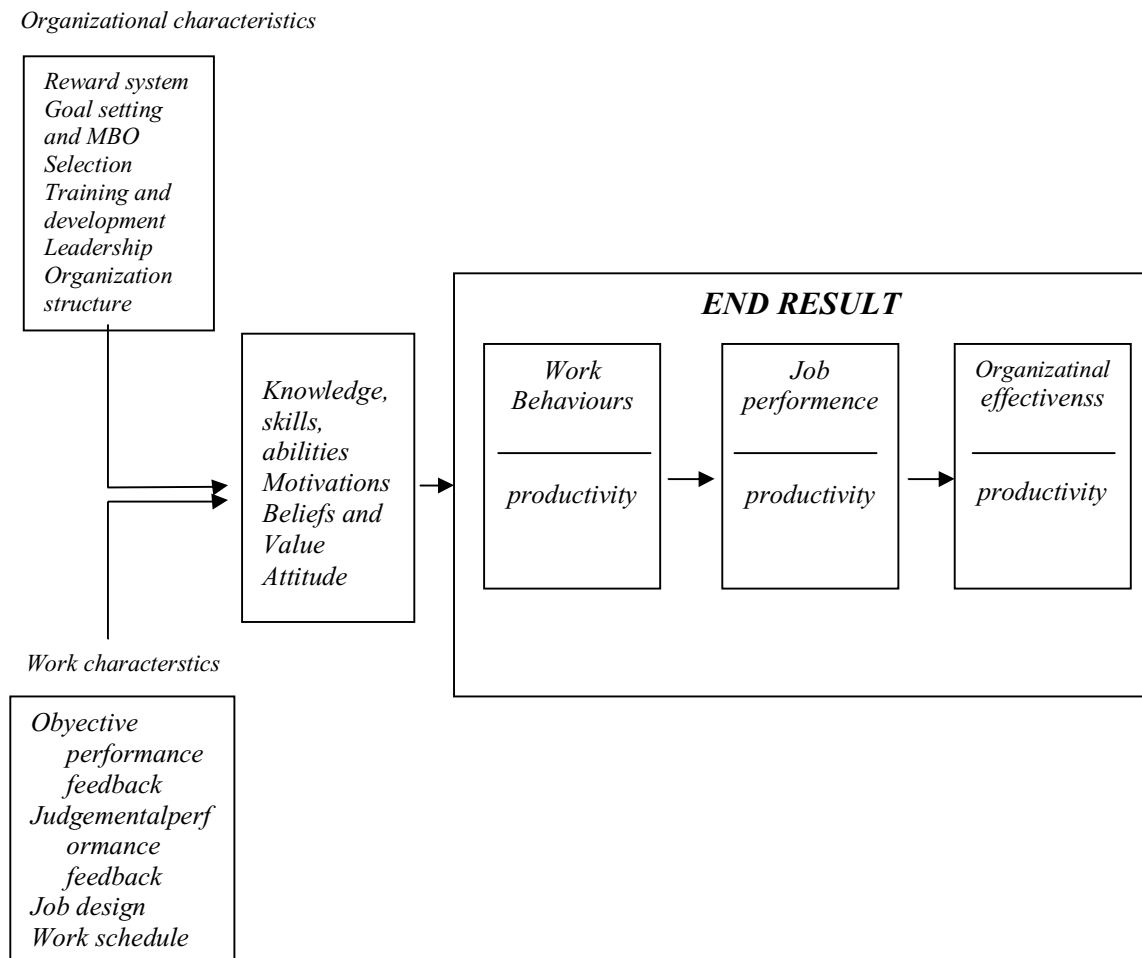 Organizational characteristics
Reward system
Goal setting
and MBO
Selection
Training and
development
Leadership
Organization
structure
Knowledge,
skills,
abilities
Motivations
Beliefs and
Value
Attitude
END RESULT
Work
Behaviours
productivity
Job
performence
productivity
Organizatinal
effectivenss
productivity
Work characterstics
Obyective
performance
feedback
Judgementalperf
ormance
feedback
Job design
Work schedule